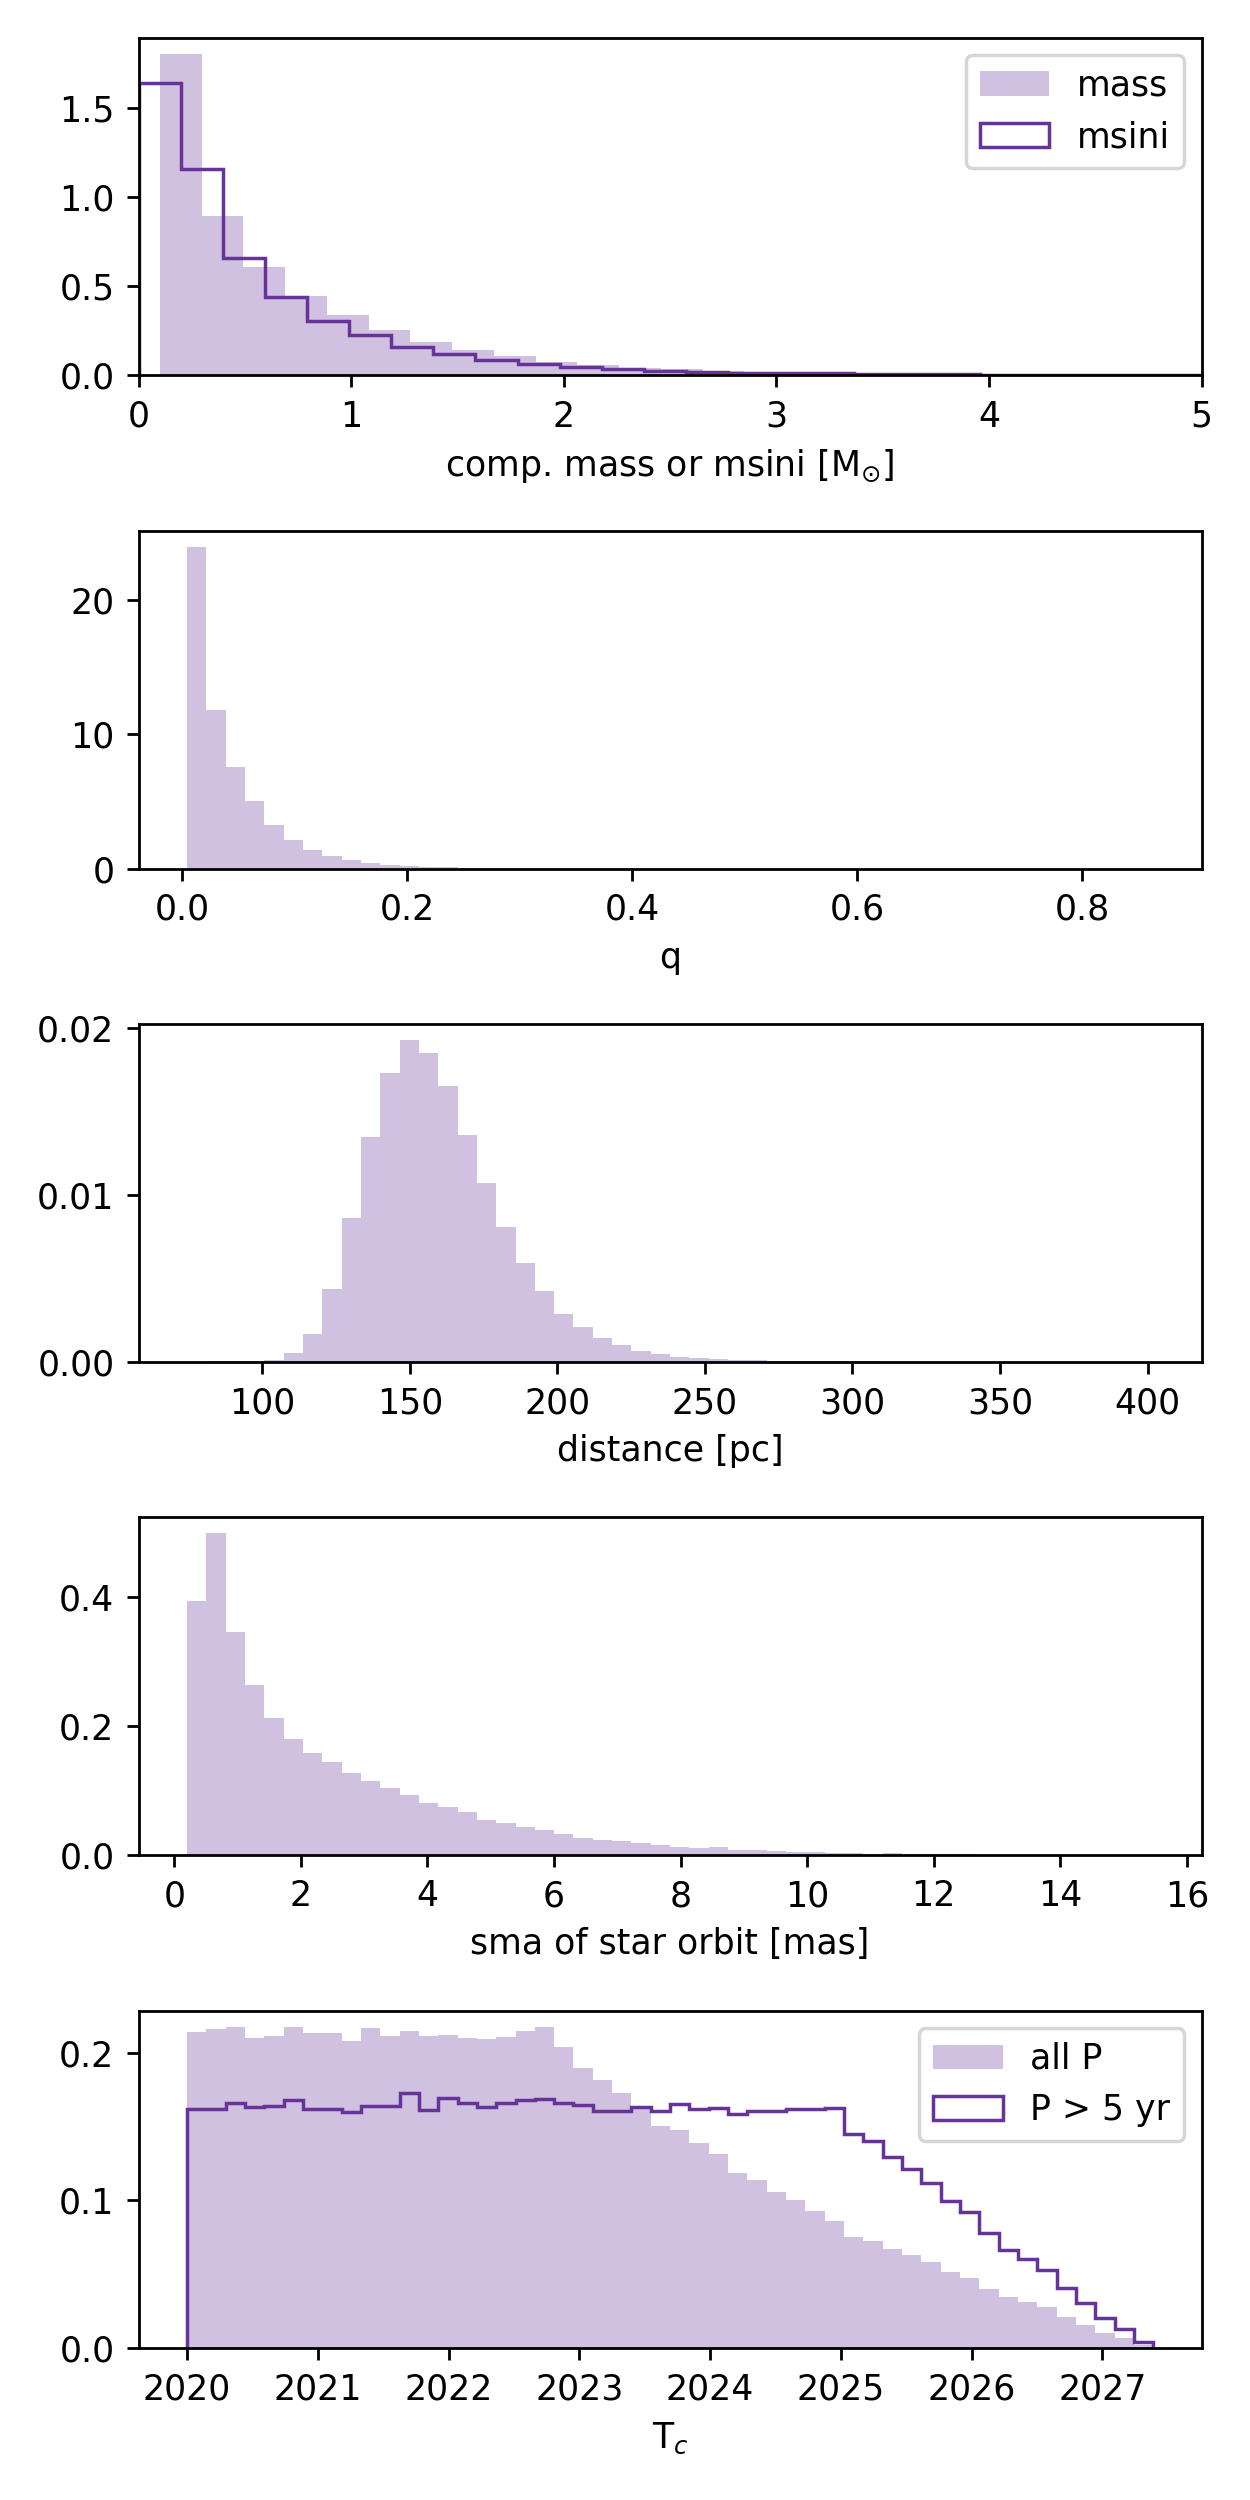 mass
msini
1.5
1.0
0.5
0.0
0 1 2 3 4 5
comp. mass or msini [M⊙]
20
10
0
0.0 0.2 0.4 0.6 0.8
q
0.02
0.01
0.00
100 150 200 250 300 350 400
distance [pc]
0.4
0.2
0.0
0 2 4 6 8 10 12 14 16
sma of star orbit [mas]
all P
P > 5 yr
0.2
0.1
0.0
2020 2021 2022 2023 2024 2025 2026 2027
T_c